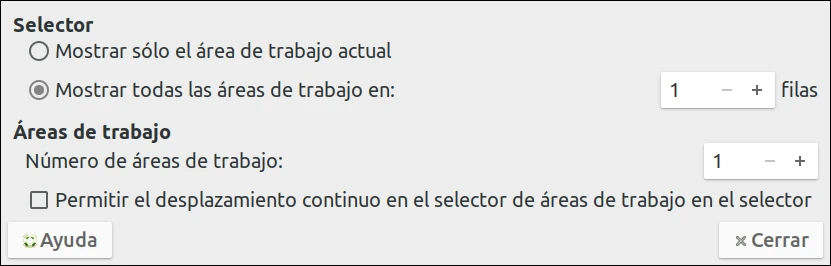 Selector
Mostrar sólo el área de trabajo actual
Mostrar todas las áreas de trabajo en: 1 − + filas
Áreas de trabajo
Número de áreas de trabajo: 1 − +
Permitir el desplazamiento continuo en el selector de áreas de trabajo en el selector
Ayuda Cerrar